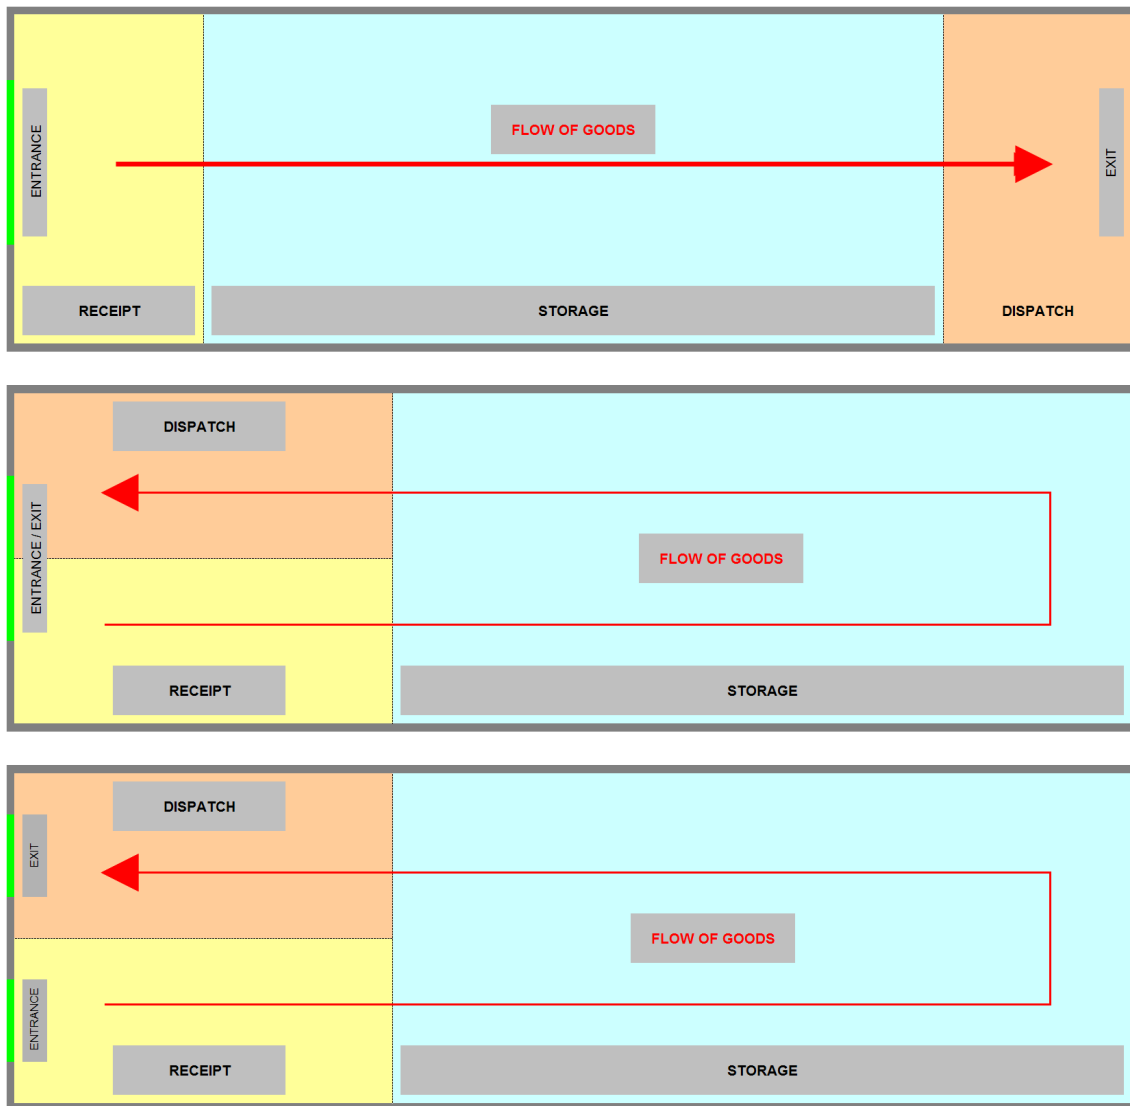 FLOW OF GOODS
ENTRANCE
EXIT
RECEIPT
STORAGE
DISPATCH
DISPATCH
ENTRANCE / EXIT
FLOW OF GOODS
RECEIPT
STORAGE
DISPATCH
EXIT
FLOW OF GOODS
ENTRANCE
RECEIPT
STORAGE